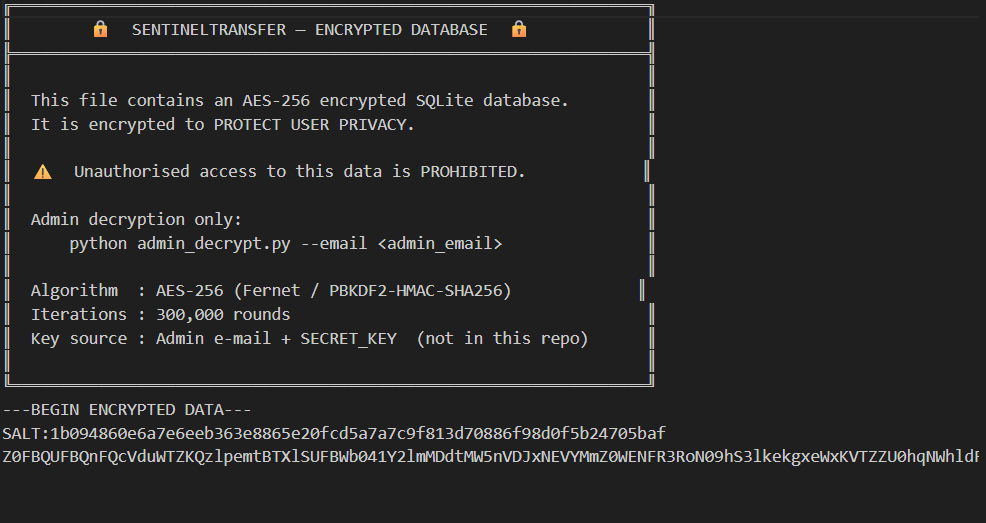 🔒 SENTINELTRANSFER — ENCRYPTED DATABASE 🔒
This file contains an AES-256 encrypted SQLite database.
It is encrypted to PROTECT USER PRIVACY.
⚠ Unauthorised access to this data is PROHIBITED.
Admin decryption only:
python admin_decrypt.py --email <admin_email>
Algorithm : AES-256 (Fernet / PBKDF2-HMAC-SHA256)
Iterations : 300,000 rounds
Key source : Admin e-mail + SECRET_KEY (not in this repo)
---BEGIN ENCRYPTED DATA---
SALT:1b094860e6a7e6eeb363e8865e20fcd5a7a7c9f813d70886f98d0f5b24705baf